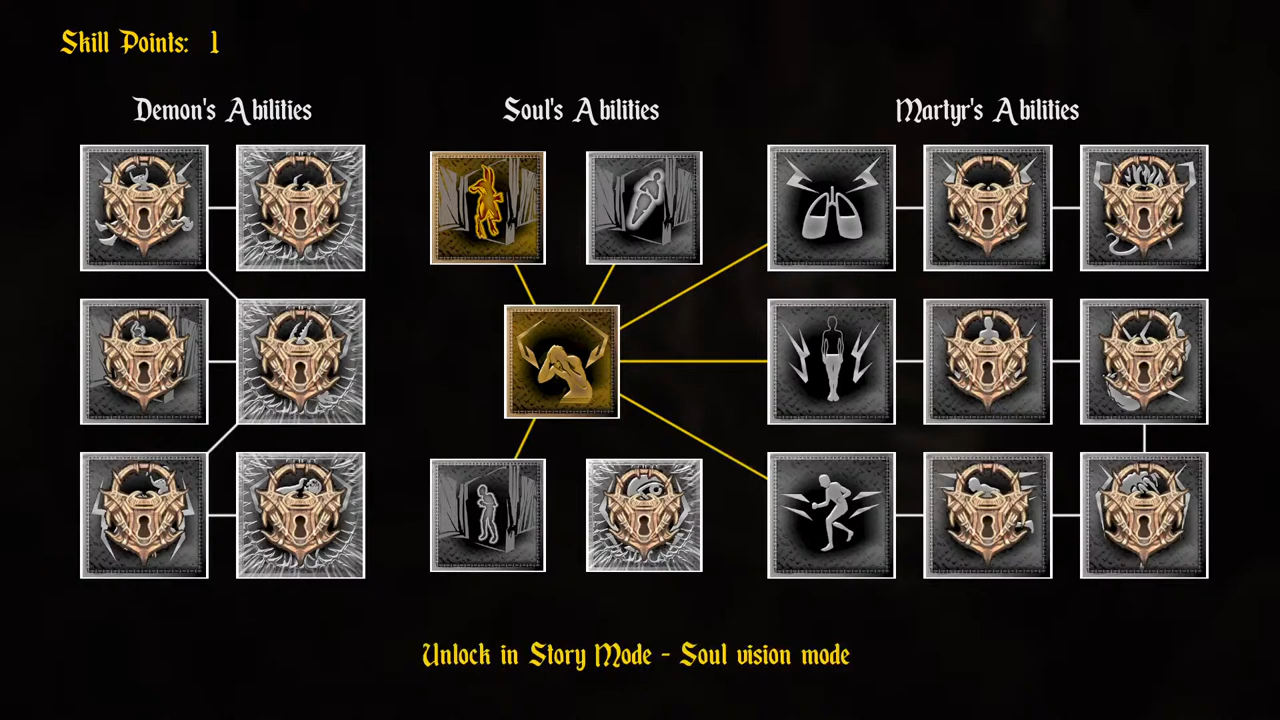 Skill Points: 1
Demon's Abilities
Soul's Abilities
Martyr's Abilities
Unlock in Story Mode - Soul vision mode